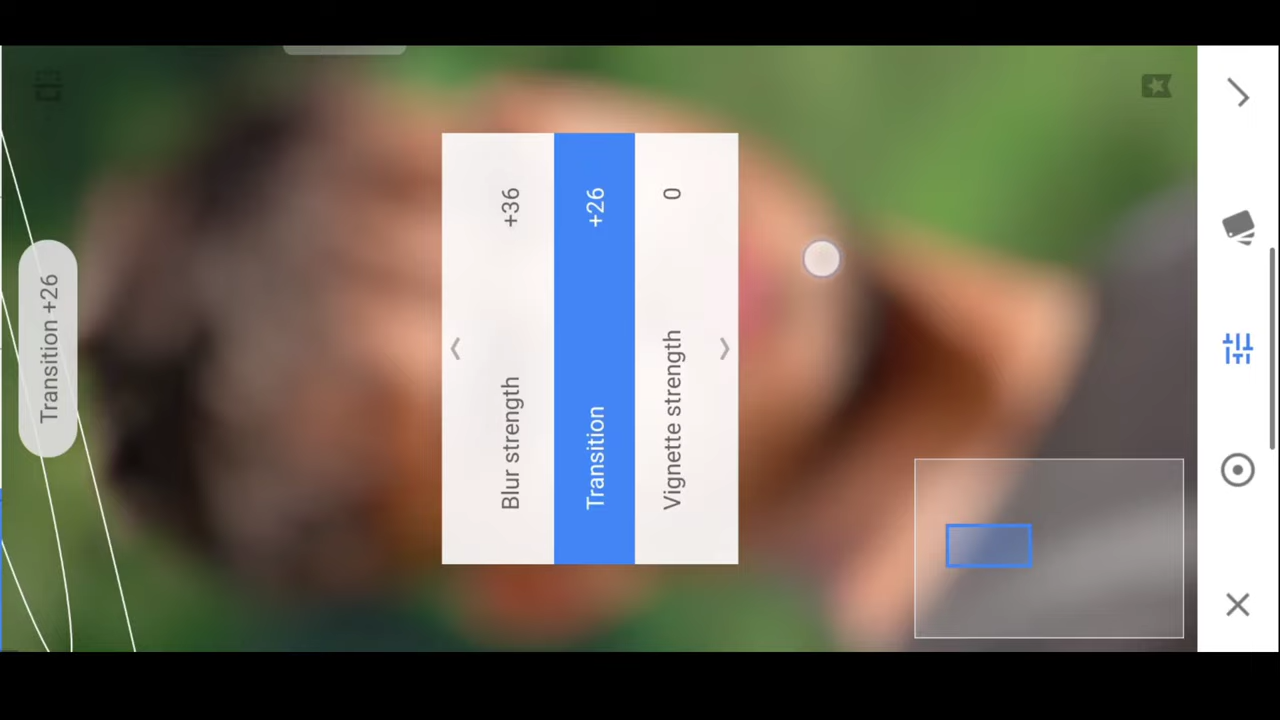 Transition +26
Blur strength +36
Transition +26
Vignette strength 0